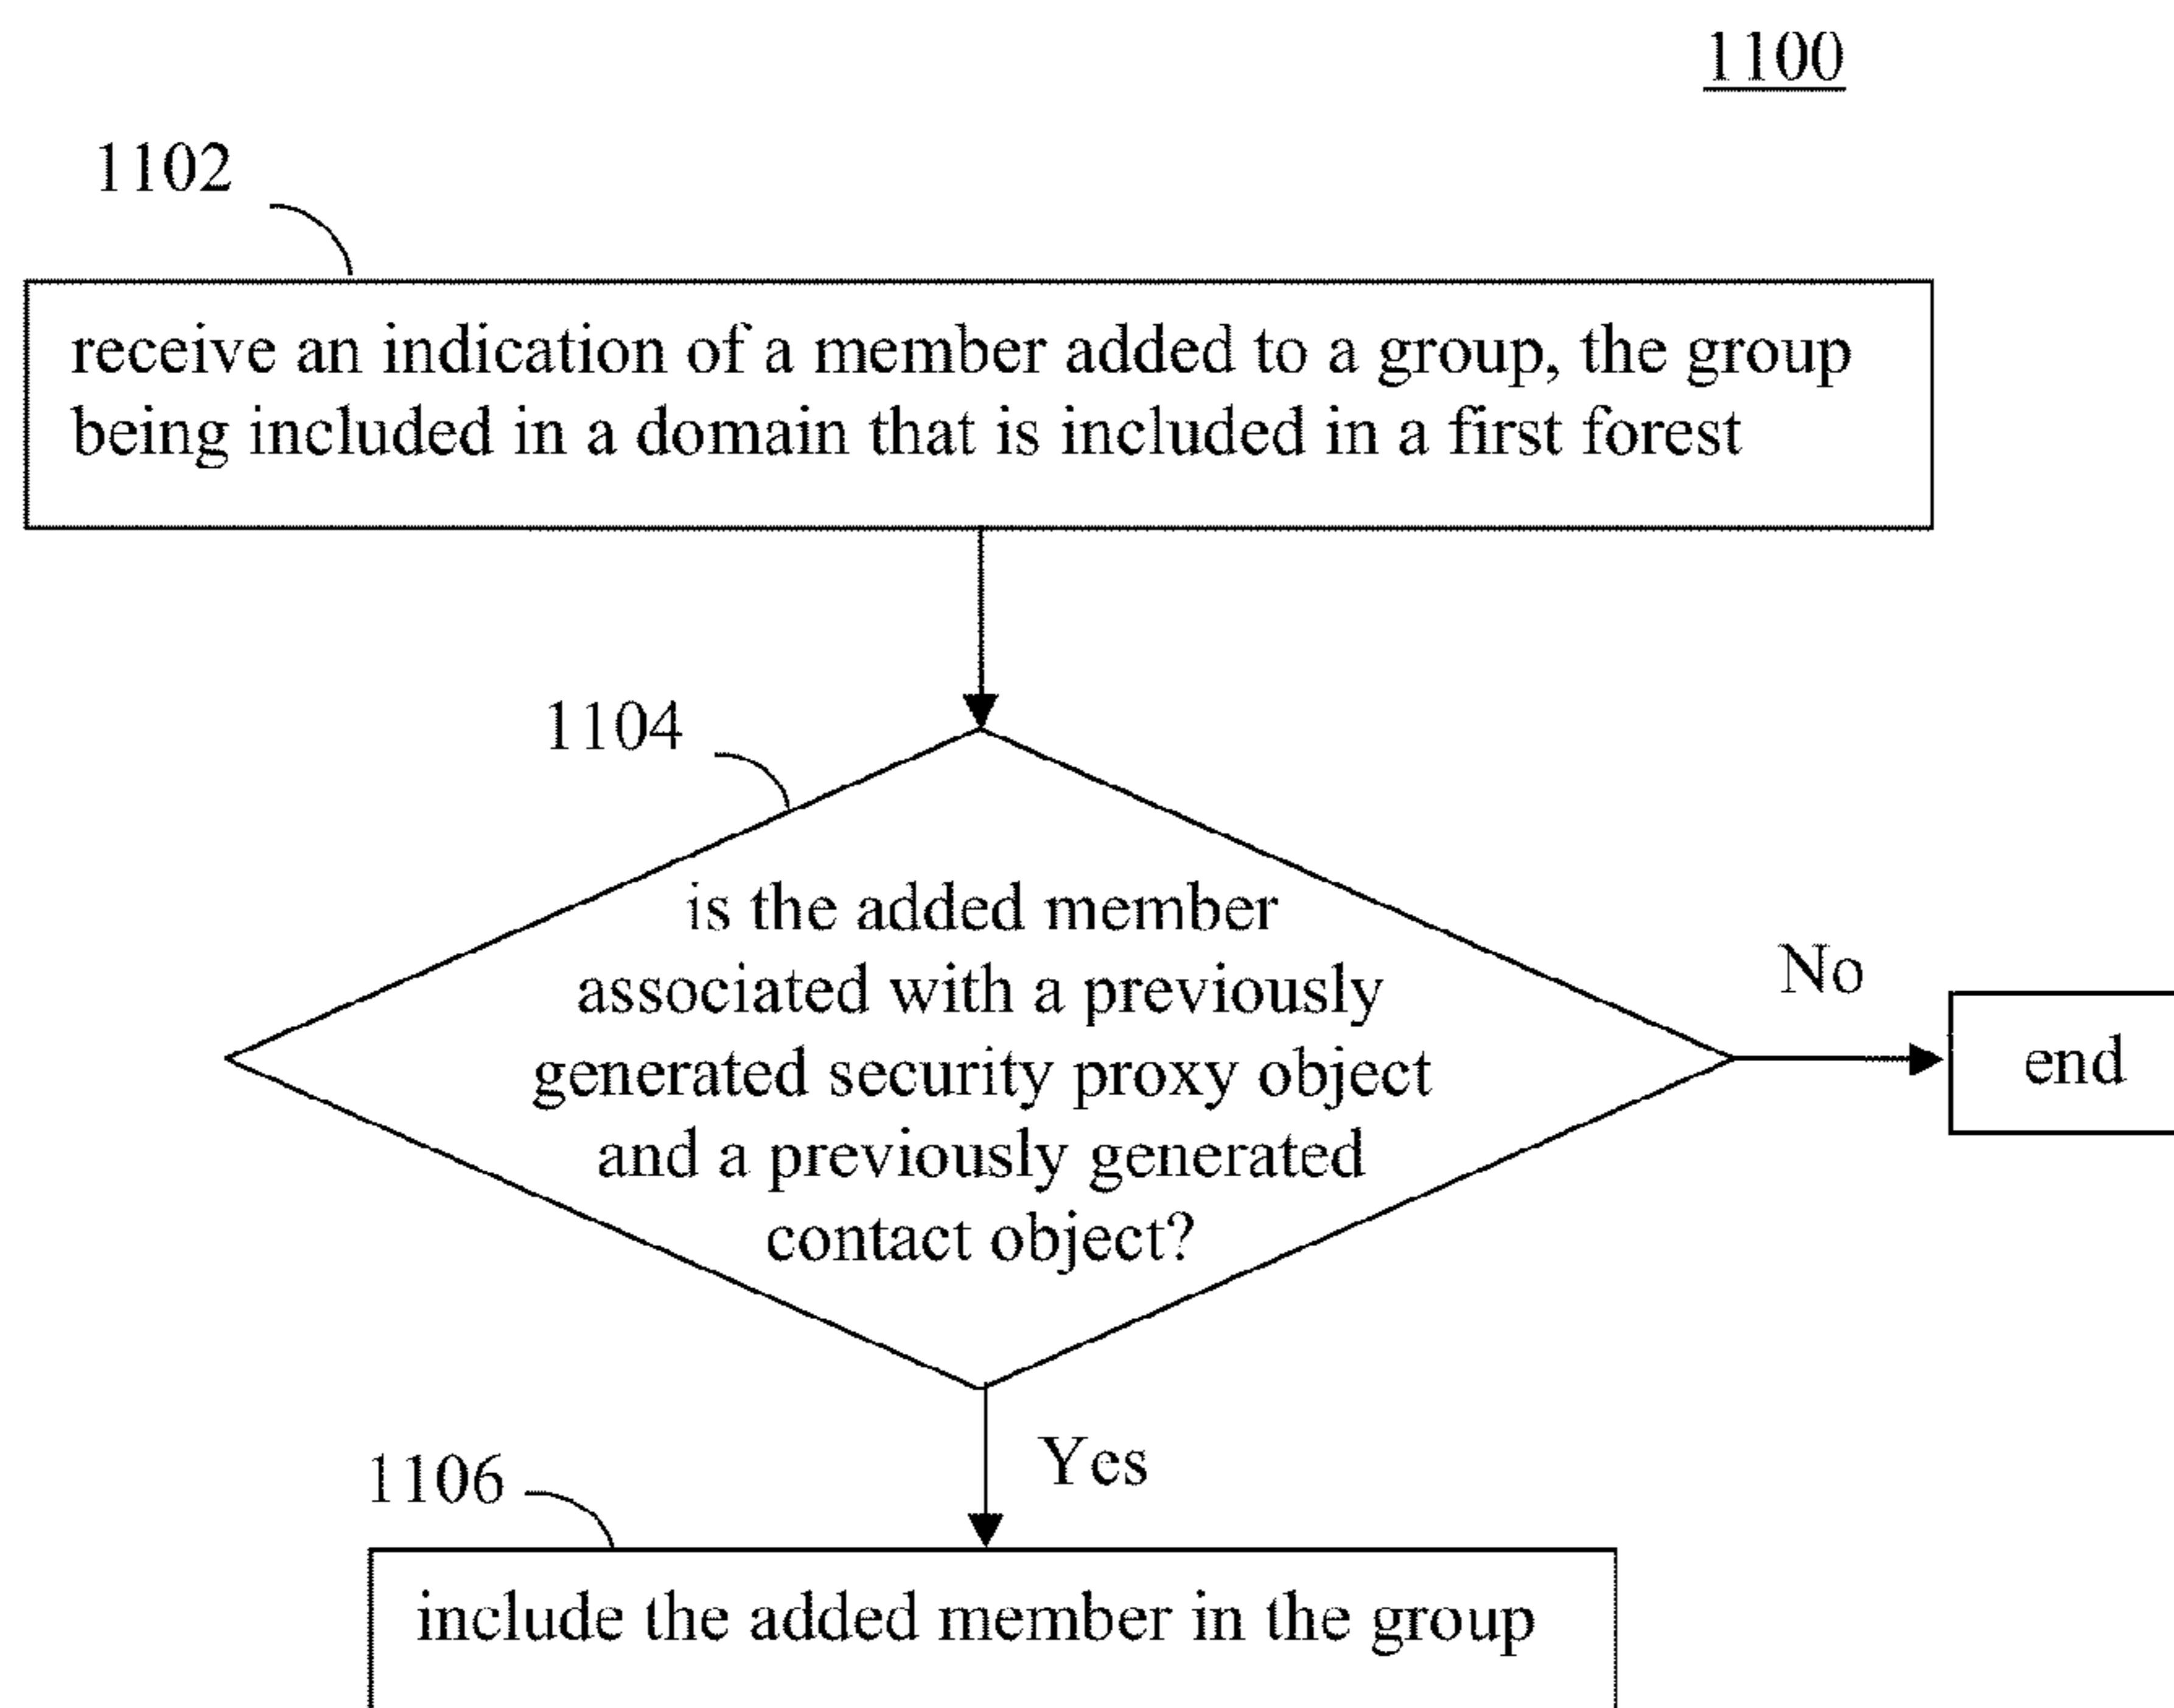 1100
1102
receive an indication of a member added to a group, the group
being included in a domain that is included in a first forest
1104
is the added member
associated with a previously
generated security proxy object
and a previously generated
contact object?
No
end
Yes
1106
include the added member in the group